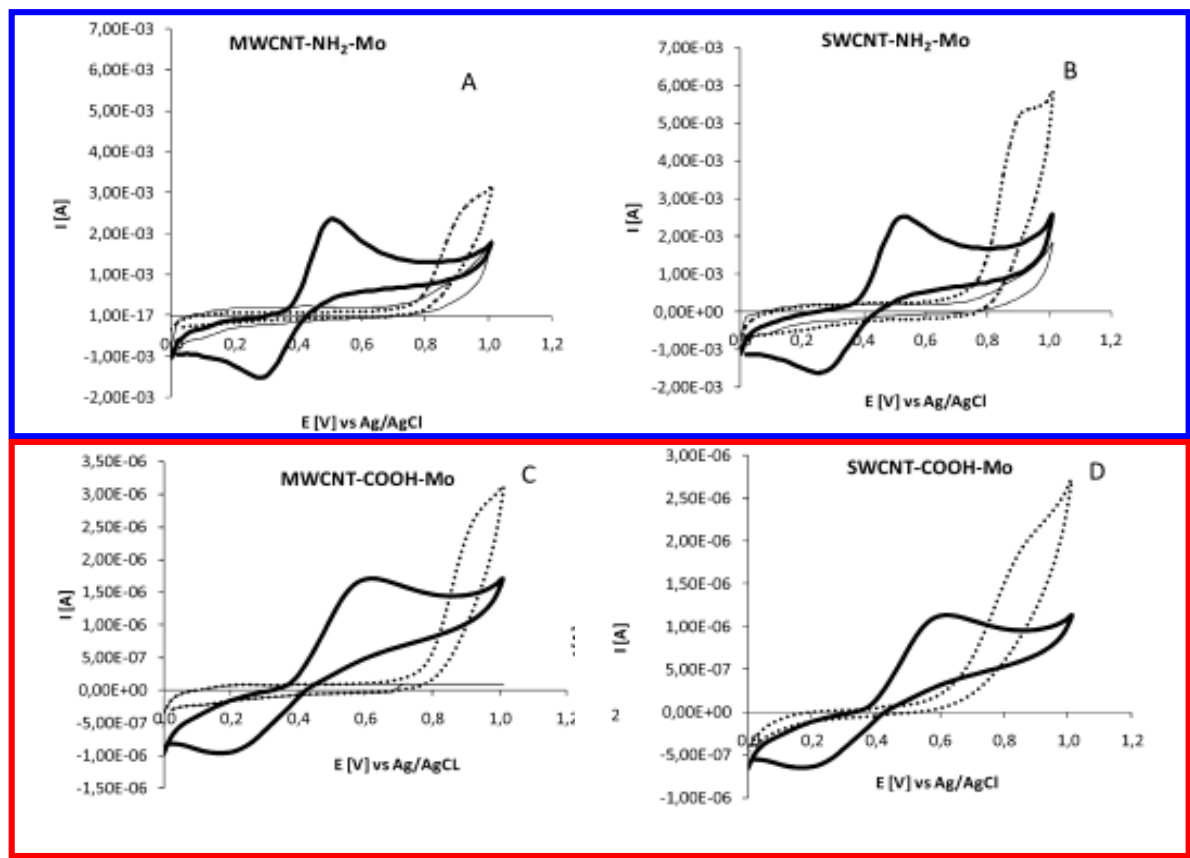 MWCNT-NH2-Mo
A
7,00E-03
6,00E-03
5,00E-03
4,00E-03
3,00E-03
2,00E-03
1,00E-03
1,00E-17
-1,00E-03
-2,00E-03
I [A]
0 0,2 0,4 0,6 0,8 1,0 1,2
E [V] vs Ag/AgCl
SWCNT-NH2-Mo
B
7,00E-03
6,00E-03
5,00E-03
4,00E-03
3,00E-03
2,00E-03
1,00E-03
0,00E+00
-1,00E-03
-2,00E-03
I [A]
0 0,2 0,4 0,6 0,8 1,0 1,2
E [V] vs Ag/AgCl
MWCNT-COOH-Mo
C
3,50E-06
3,00E-06
2,50E-06
2,00E-06
1,50E-06
1,00E-06
5,00E-07
0,00E+00
-5,00E-07
-1,00E-06
-1,50E-06
I [A]
0 0,2 0,4 0,6 0,8 1,0 1,2
E [V] vs Ag/AgCL
SWCNT-COOH-Mo
D
3,00E-06
2,50E-06
2,00E-06
1,50E-06
1,00E-06
5,00E-07
0,00E+00
-5,00E-07
-1,00E-06
I [A]
2
0,2 0,4 0,6 0,8 1,0 1,2
E [V] vs Ag/AgCl